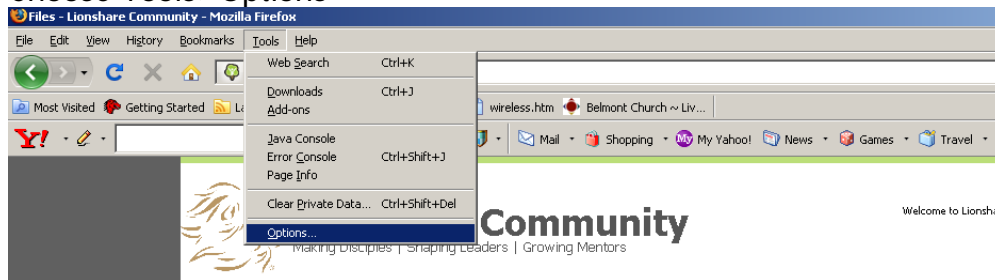 Files - Lionshare Community - Mozilla Firefox
File Edit View History Bookmarks Tools Help
Web Search Ctrl+K
Downloads Ctrl+J
Add-ons
Java Console
Error Console Ctrl+Shift+J
Page Info
Clear Private Data... Ctrl+Shift+Del
Options...
Most Visited Getting Started wireless.htm Belmont Church ~ Liv...
Y! Mail Shopping My Yahoo! News Games Travel
Community
Welcome to
Making Disciples | Shaping Leaders | Growing Mentors